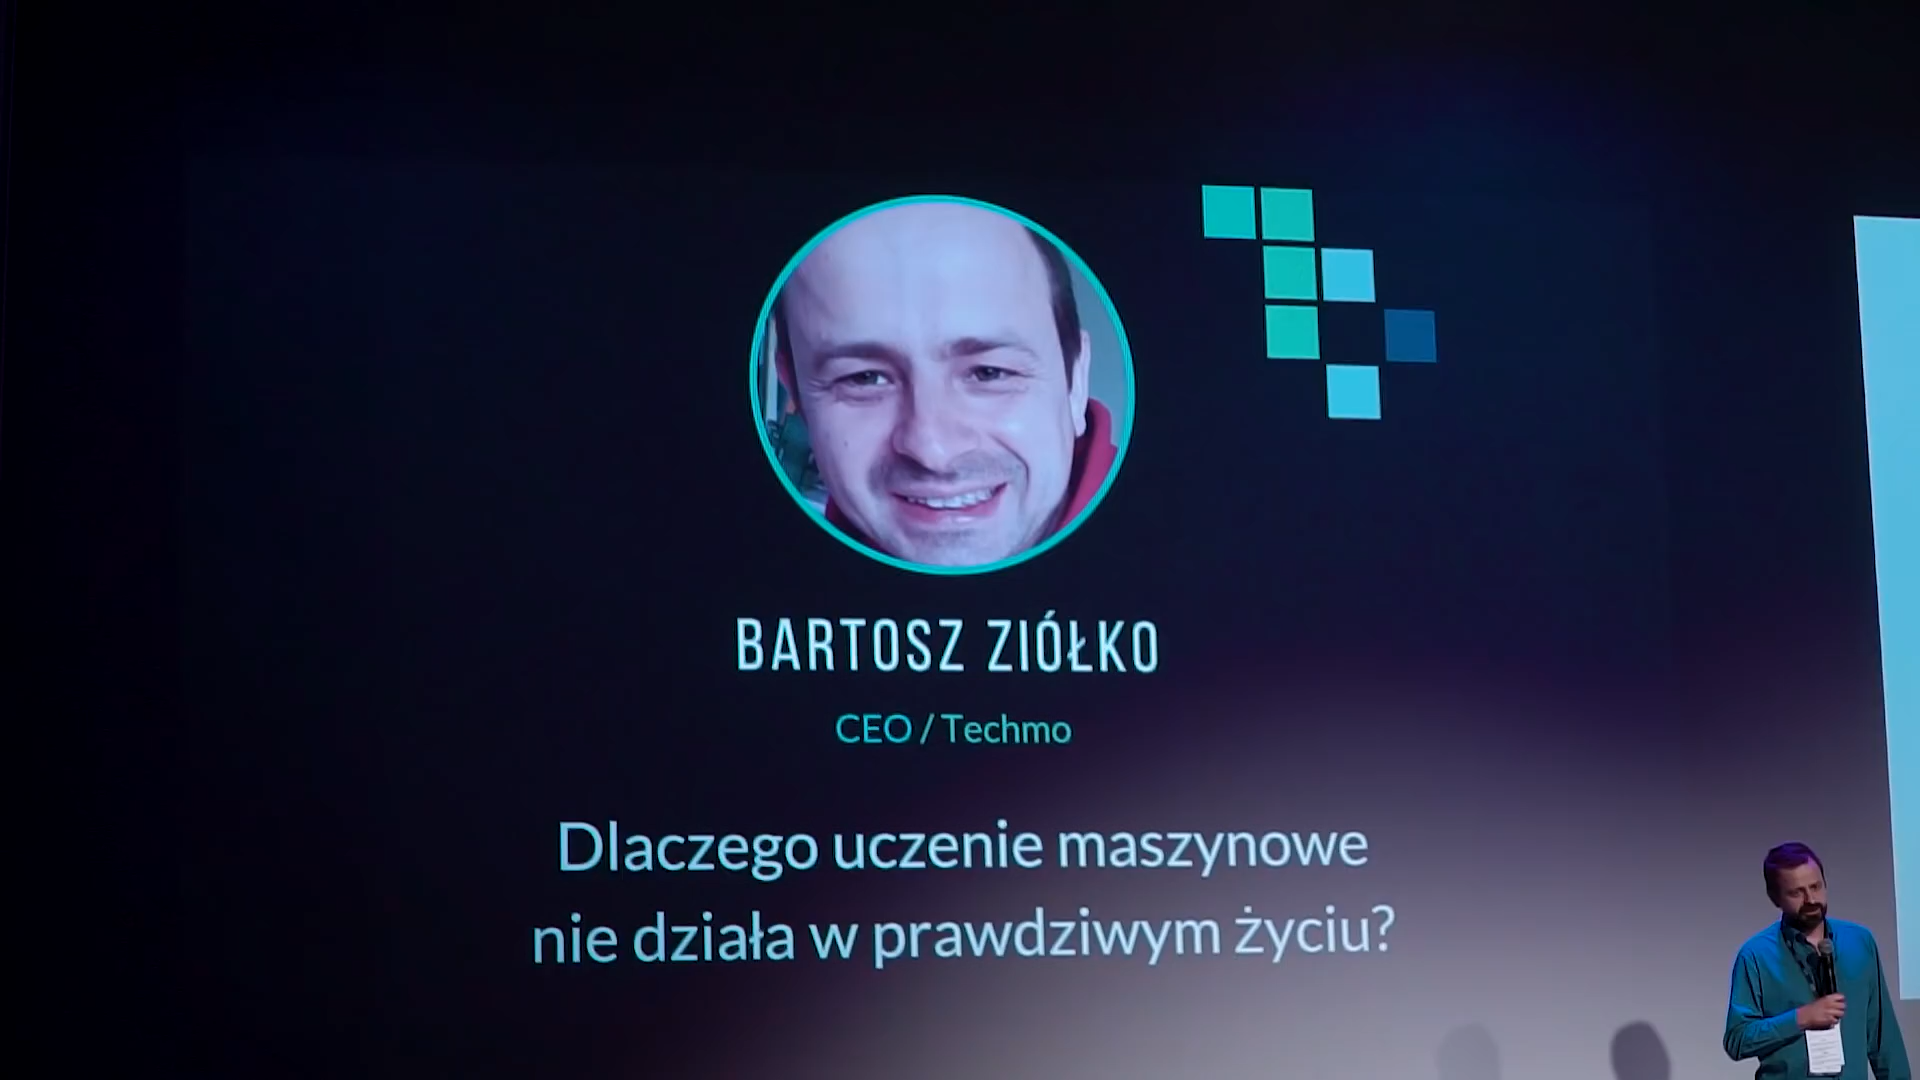 BARTOSZ ZIÓŁKO
CEO / Techmo
Dlaczego uczenie maszynowe
nie działa w prawdziwym życiu?